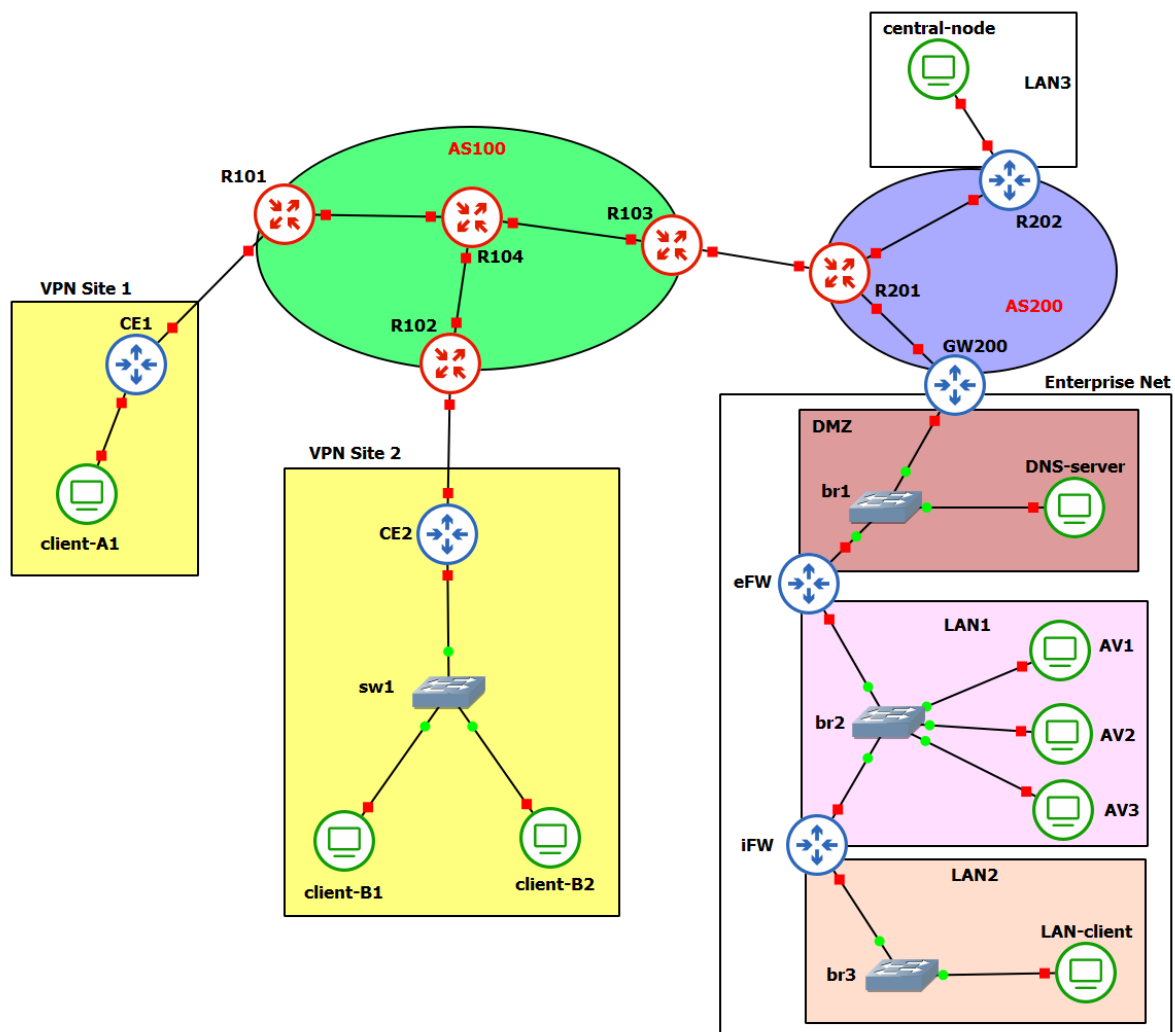 central-node
LAN3
AS100
R101
R103
R104
R202
R201
AS200
VPN Site 1
CE1
R102
GW200
Enterprise Net
DMZ
VPN Site 2
DNS-server
br1
CE2
client-A1
eFW
LAN1
AV1
sw1
br2
AV2
AV3
iFW
client-B1
client-B2
LAN2
LAN-client
br3